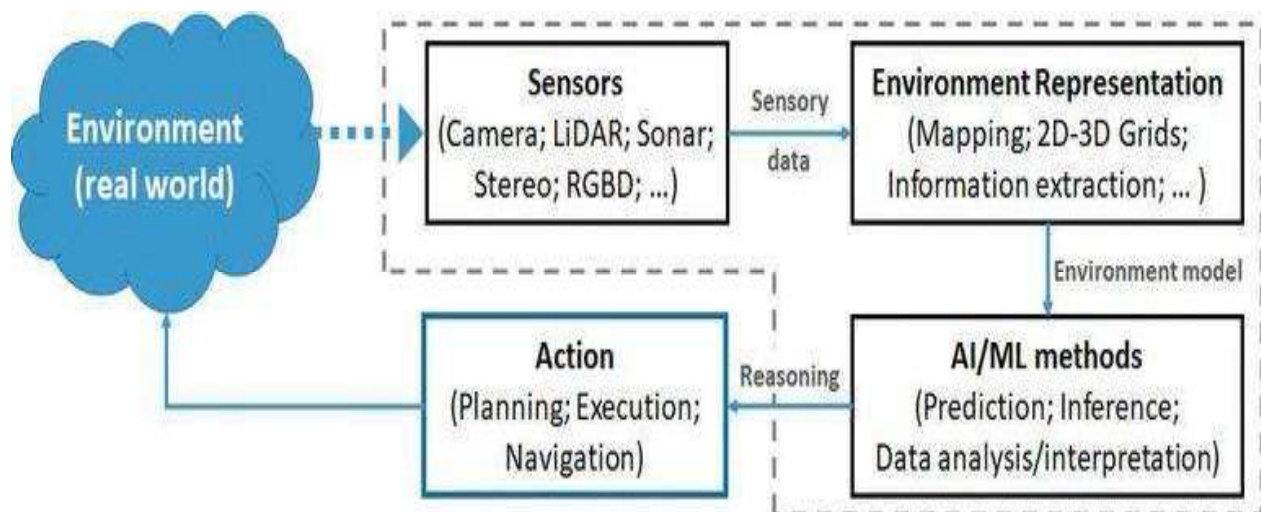 Environment
(real world)
Sensors
(Camera; LiDAR; Sonar;
Stereo; RGBD; ...)
Sensory
data
Environment Representation
(Mapping; 2D-3D Grids;
Information extraction; ... )
Environment model
AI/ML methods
(Prediction; Inference;
Data analysis/interpretation)
Reasoning
Action
(Planning; Execution;
Navigation)